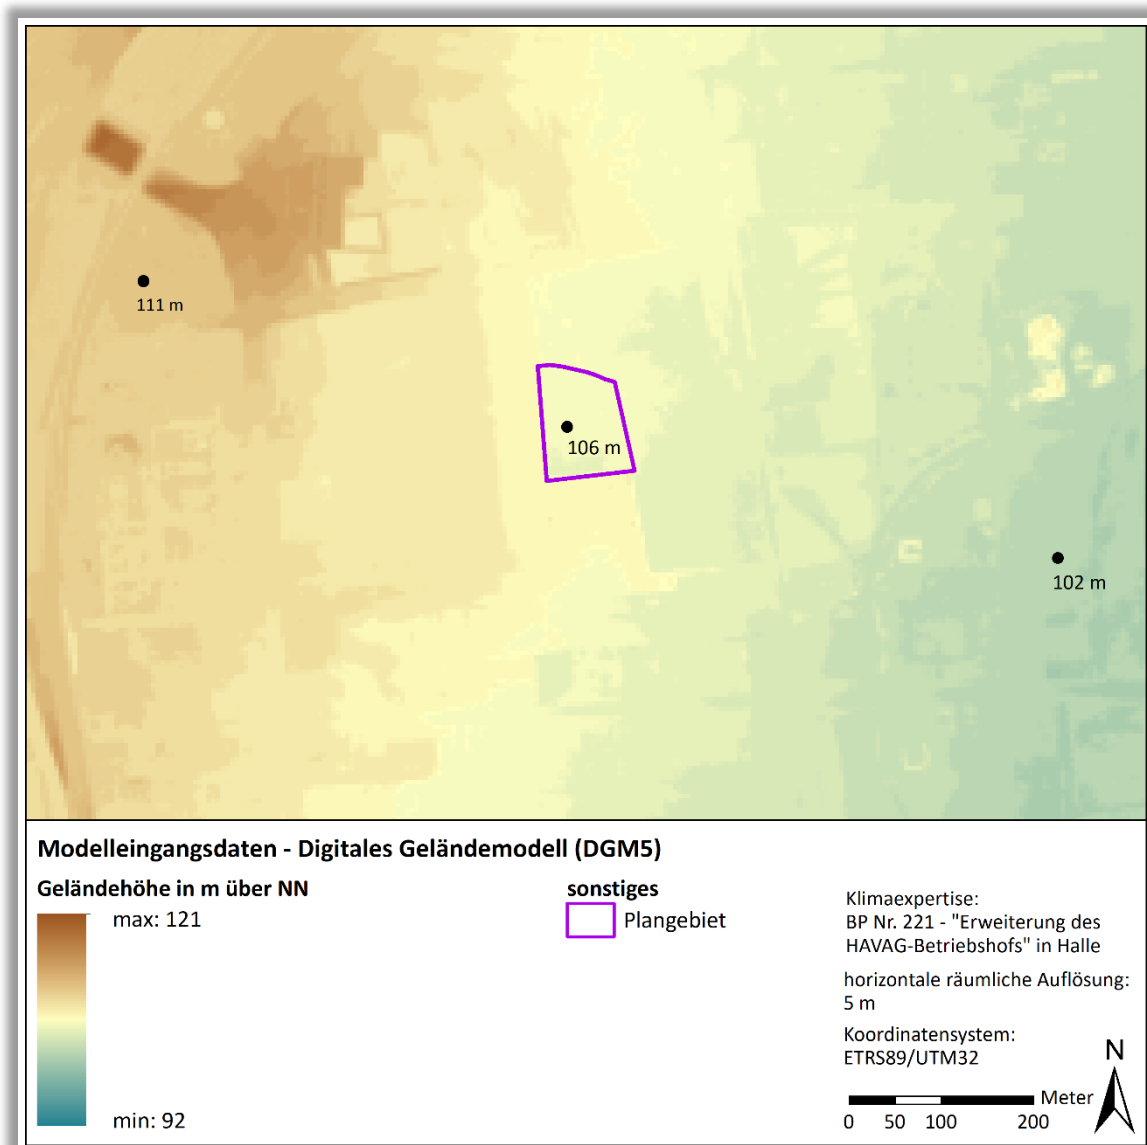 111 m
106 m
102 m
Modelleingangsdaten - Digitales Geländemodell (DGM5)
Geländehöhe in m über NN
max: 121
min: 92
sonstiges
Plangebiet
Klimaexpertise:
BP Nr. 221 - "Erweiterung des
HAVAG-Betriebshofs" in Halle
horizontale räumliche Auflösung:
5 m
Koordinatensystem:
ETRS89/UTM32
N
Meter
0 50 100 200